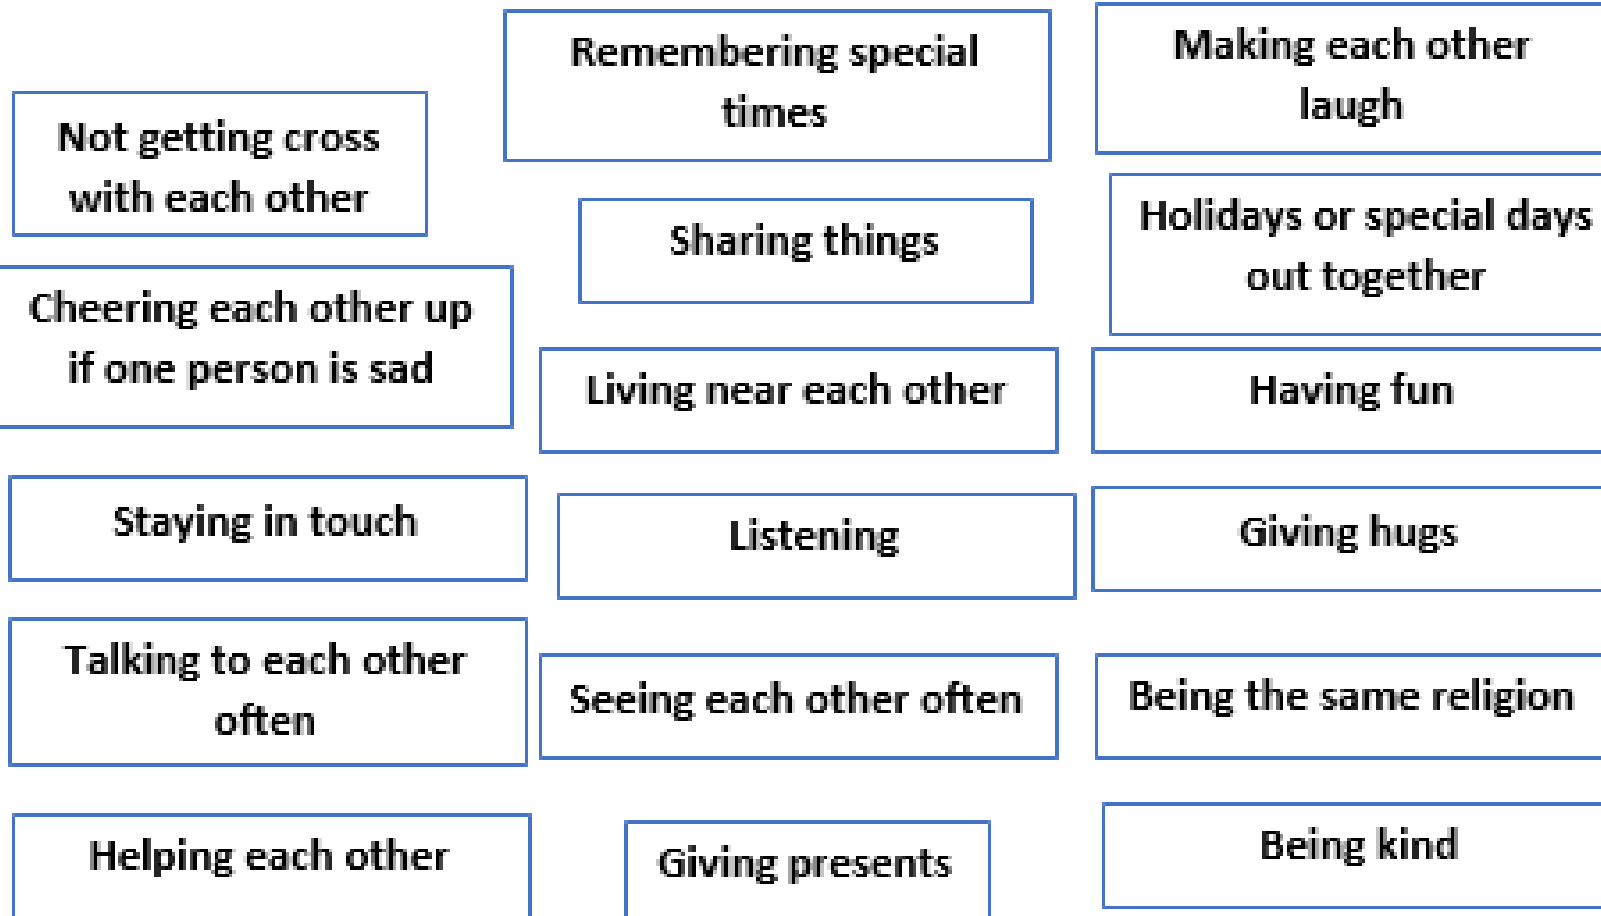 Remembering special
times
Making each other
laugh
Not getting cross
with each other
Sharing things
Holidays or special days
out together
Cheering each other up
if one person is sad
Living near each other
Having fun
Staying in touch
Listening
Giving hugs
Talking to each other
often
Seeing each other often
Being the same religion
Helping each other
Giving presents
Being kind